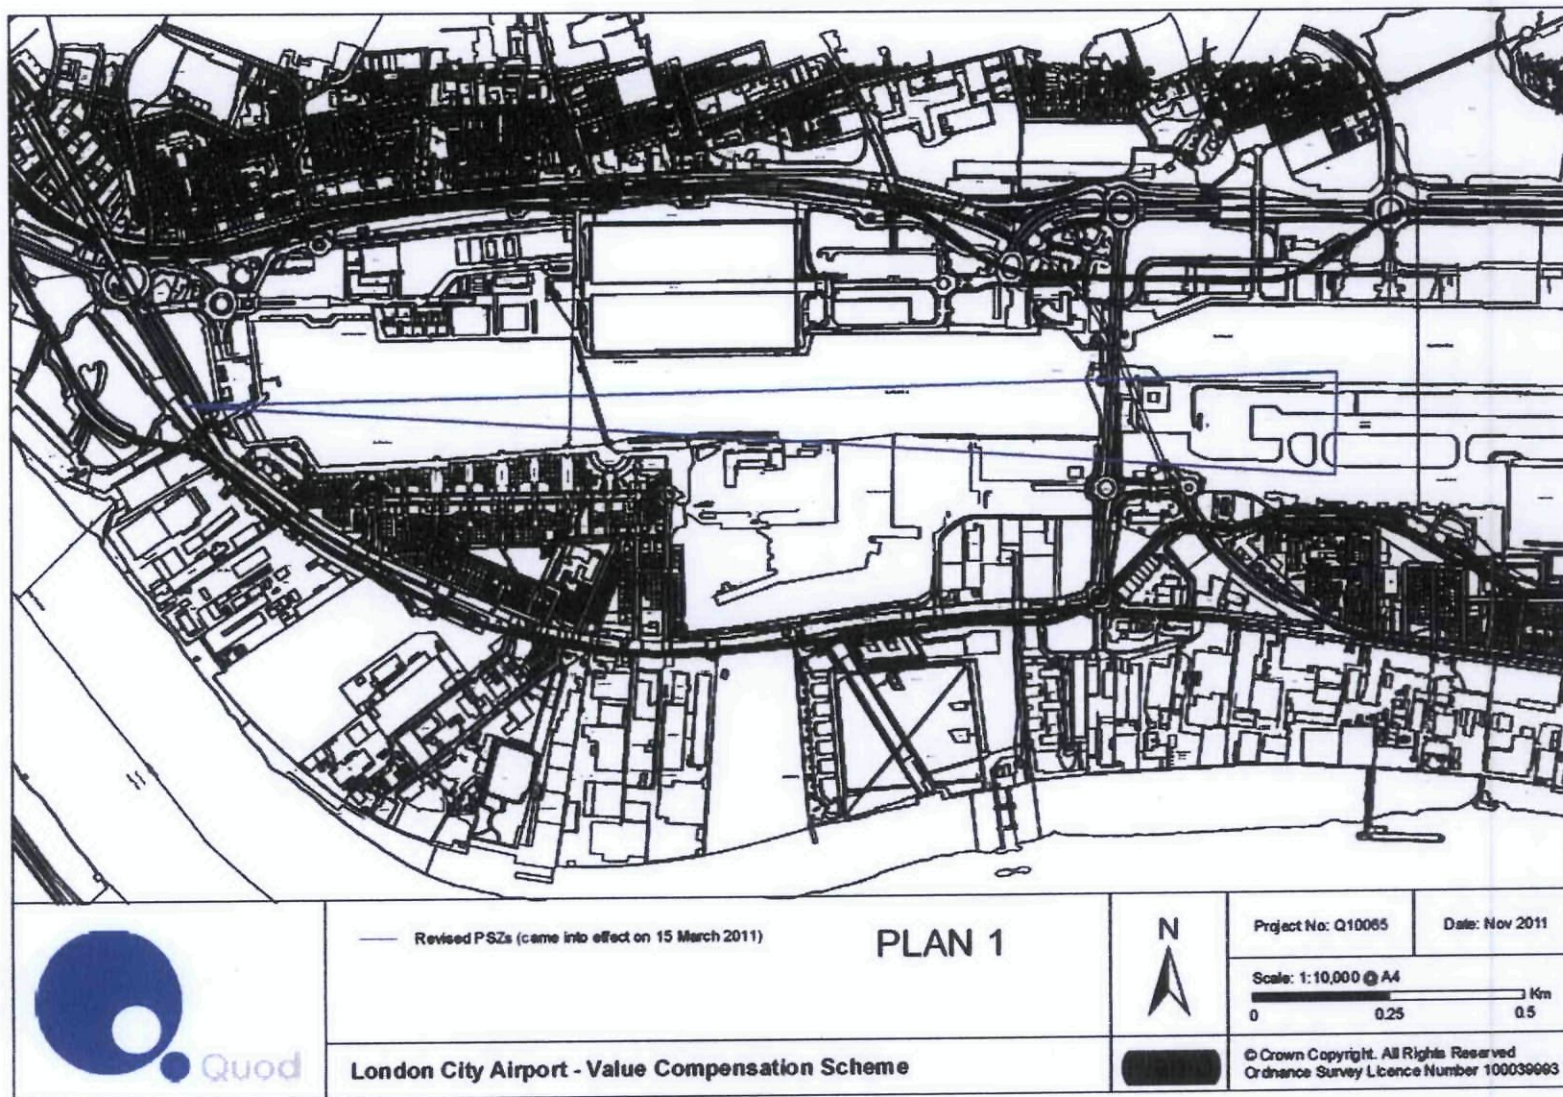 Revised PSZs (came into effect on 15 March 2011)
PLAN 1
N
Project No: Q10065
Date: Nov 2011
Scale: 1:10,000 @ A4
Km
0
0.25
0.5
Quod
London City Airport - Value Compensation Scheme
© Crown Copyright. All Rights Reserved
Ordnance Survey Licence Number 100039993